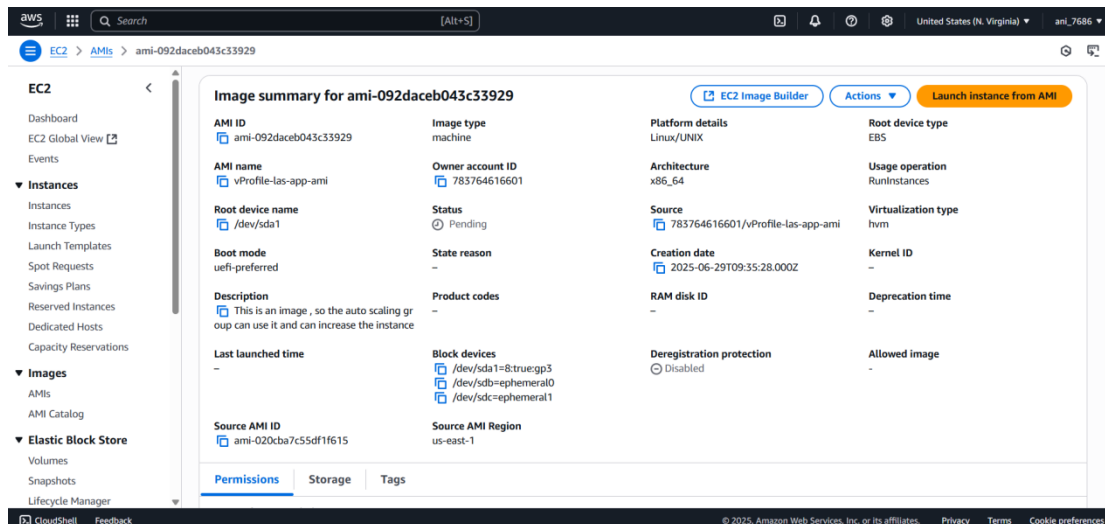 aws
Search
[Alt+S]
United States (N. Virginia)
ani_7686
EC2 > AMIs > ami-092daceb043c33929
EC2
Dashboard
EC2 Global View
Events
Instances
Instances
Instance Types
Launch Templates
Spot Requests
Savings Plans
Reserved Instances
Dedicated Hosts
Capacity Reservations
Images
AMIs
AMI Catalog
Elastic Block Store
Volumes
Snapshots
Lifecycle Manager
Image summary for ami-092daceb043c33929
EC2 Image Builder
Actions
Launch instance from AMI
AMI ID
ami-092daceb043c33929
Image type
machine
Platform details
Linux/UNIX
Root device type
EBS
AMI name
vProfile-las-app-ami
Owner account ID
783764616601
Architecture
x86_64
Usage operation
RunInstances
Root device name
/dev/sda1
Status
Pending
Source
783764616601/vProfile-las-app-ami
Virtualization type
hvm
Boot mode
uefi-preferred
State reason
–
Creation date
2025-06-29T09:35:28.000Z
Kernel ID
–
Description
This is an image , so the auto scaling gr
oup can use it and can increase the instance
Product codes
–
RAM disk ID
–
Deprecation time
–
Last launched time
–
Block devices
/dev/sda1=8:true:gp3
/dev/sdb=ephemeral0
/dev/sdc=ephemeral1
Deregistration protection
Disabled
Allowed image
-
Source AMI ID
ami-020cba7c55df1f615
Source AMI Region
us-east-1
Permissions
Storage
Tags
CloudShell
Feedback
© 2025, Amazon Web Services, Inc. or its affiliates.
Privacy
Terms
Cookie preferences